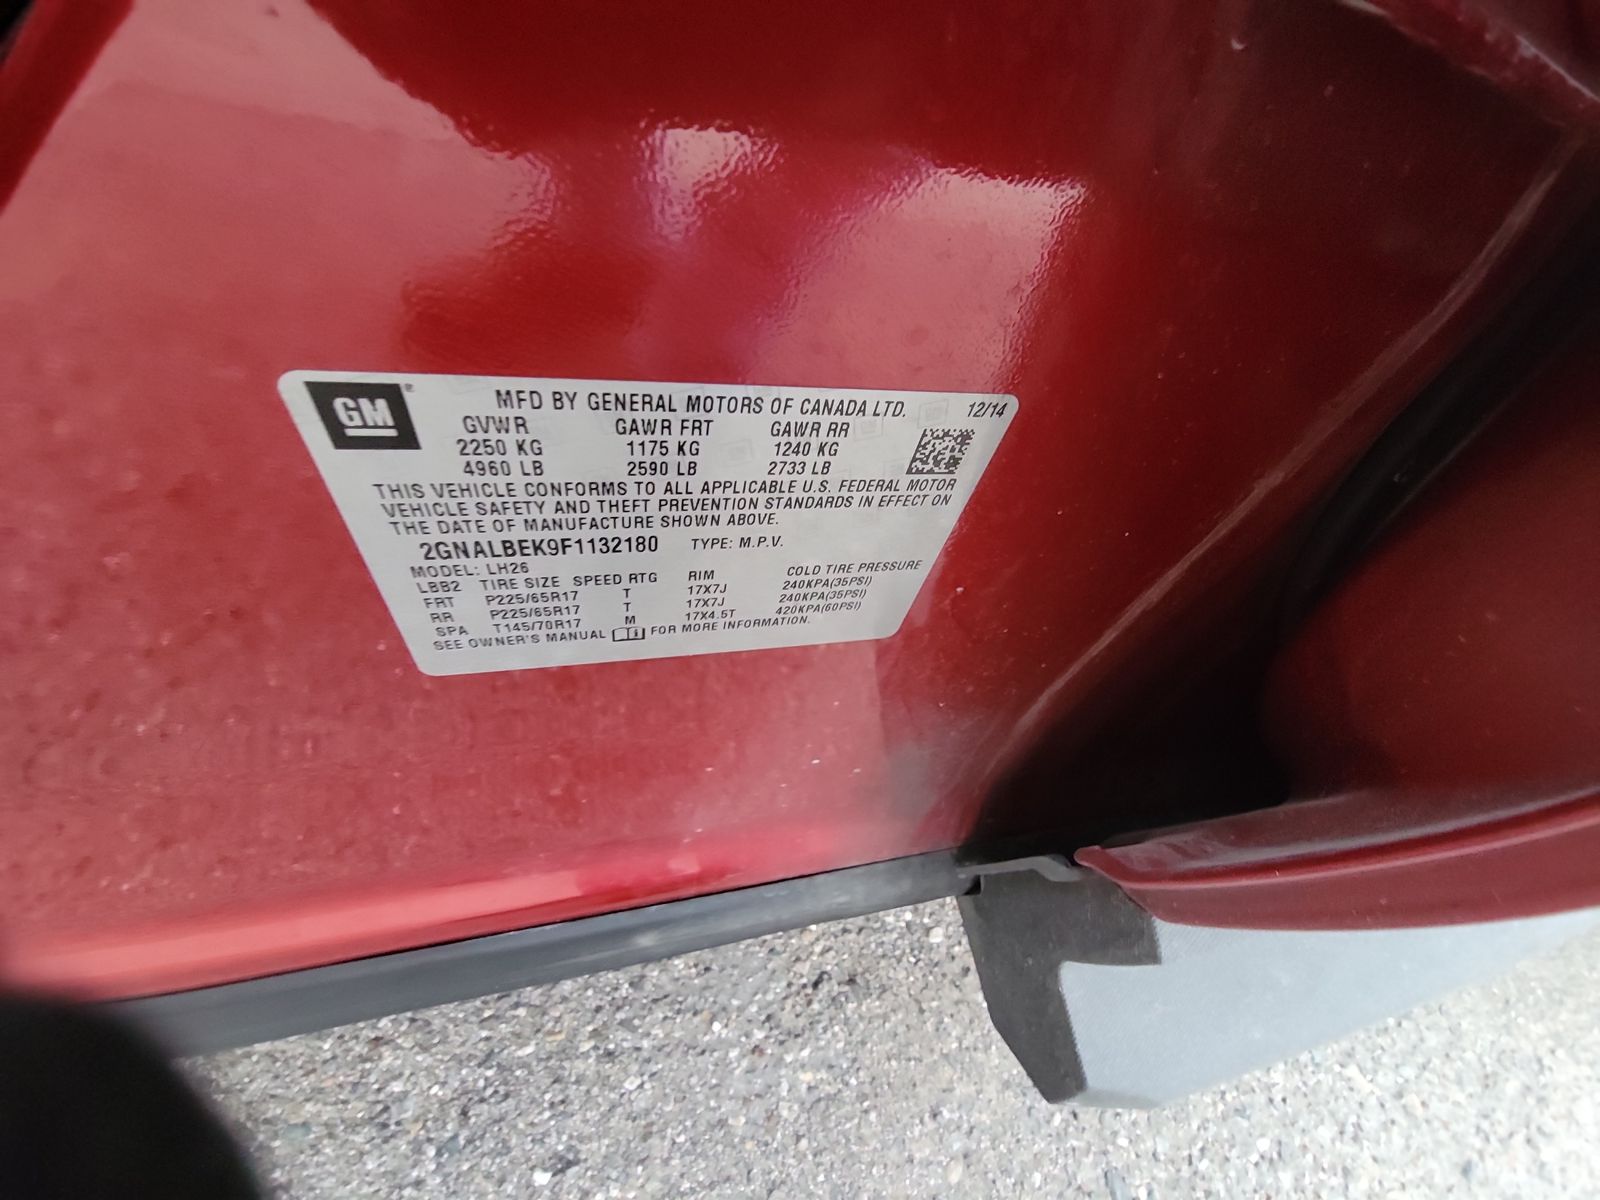 GM
MFD BY GENERAL MOTORS OF CANADA LTD. 12/14
GVWR GAWR FRT GAWR RR
2250 KG 1175 KG 1240 KG
4960 LB 2590 LB 2733 LB
THIS VEHICLE CONFORMS TO ALL APPLICABLE U.S. FEDERAL MOTOR
VEHICLE SAFETY AND THEFT PREVENTION STANDARDS IN EFFECT ON
THE DATE OF MANUFACTURE SHOWN ABOVE.
2GNALBEK9F1132180 TYPE: M.P.V.
MODEL: LH26
LBB2 TIRE SIZE SPEED RTG RIM COLD TIRE PRESSURE
FRT P225/65R17 T 17X7J 240KPA(35PSI)
RR P225/65R17 T 17X7J 240KPA(35PSI)
SPA T145/70R17 M 17X4.5T 420KPA(60PSI)
SEE OWNER'S MANUAL FOR MORE INFORMATION.